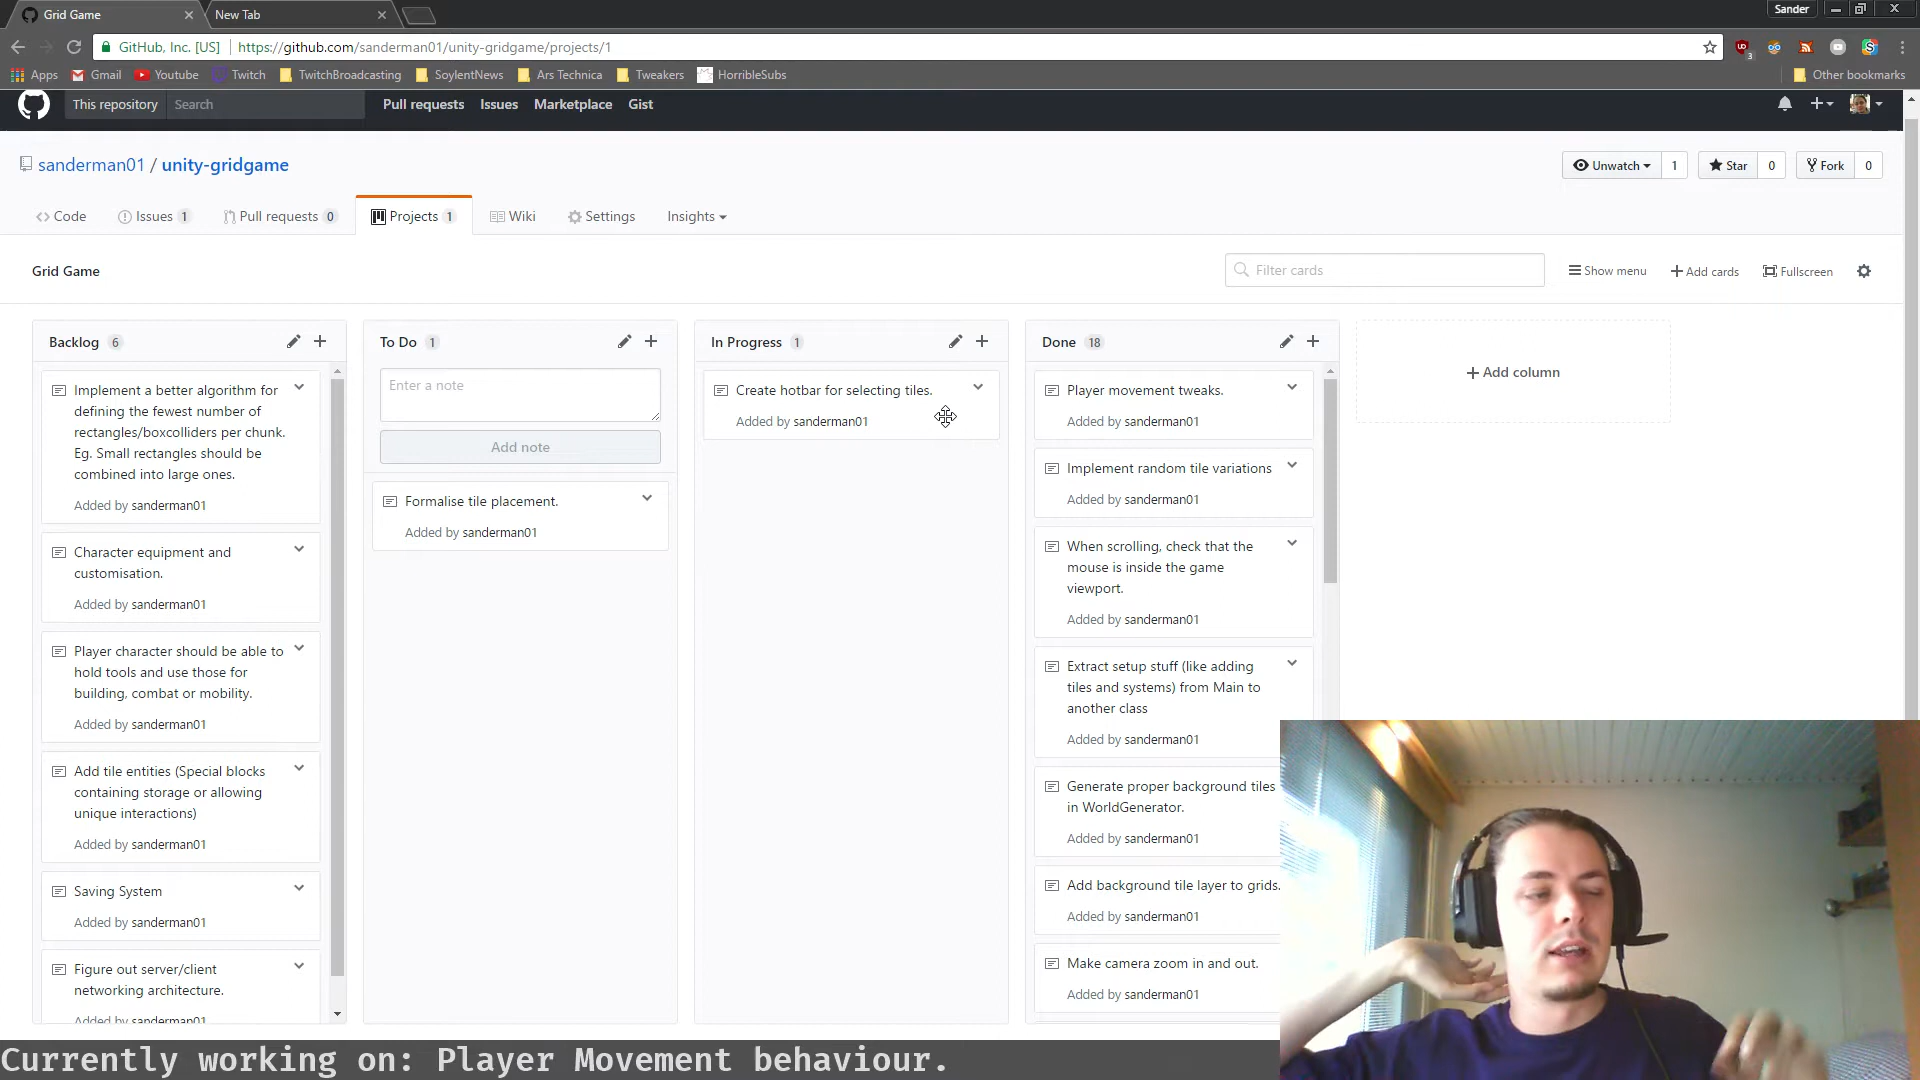 Grid Game
New Tab
Sander
GitHub, Inc. [US]
https://github.com/sanderman01/unity-gridgame/projects/1
Apps
Gmail
Youtube
Twitch
TwitchBroadcasting
SoylentNews
Ars Technica
Tweakers
HorribleSubs
Other bookmarks
This repository
Search
Pull requests
Issues
Marketplace
Gist
sanderman01 / unity-gridgame
Unwatch
1
Star
0
Fork
0
Code
Issues 1
Pull requests 0
Projects 1
Wiki
Settings
Insights
Grid Game
Filter cards
Show menu
Add cards
Fullscreen
Backlog 6
Implement a better algorithm for
defining the fewest number of
rectangles/boxcolliders per chunk.
Eg. Small rectangles should be
combined into large ones.
Added by sanderman01
Character equipment and
customisation.
Added by sanderman01
Player character should be able to
hold tools and use those for
building, combat or mobility.
Added by sanderman01
Add tile entities (Special blocks
containing storage or allowing
unique interactions)
Added by sanderman01
Saving System
Added by sanderman01
Figure out server/client
networking architecture.
Added by sanderman01
To Do 1
Enter a note
Add note
Formalise tile placement.
Added by sanderman01
In Progress 1
Create hotbar for selecting tiles.
Added by sanderman01
Done 18
Player movement tweaks.
Added by sanderman01
Implement random tile variations
Added by sanderman01
When scrolling, check that the
mouse is inside the game
viewport.
Added by sanderman01
Extract setup stuff (like adding
tiles and systems) from Main to
another class
Added by sanderman01
Generate proper background tiles
in WorldGenerator.
Added by sanderman01
Add background tile layer to grids.
Added by sanderman01
Make camera zoom in and out.
Added by sanderman01
Add column
Currently working on: Player Movement behaviour.